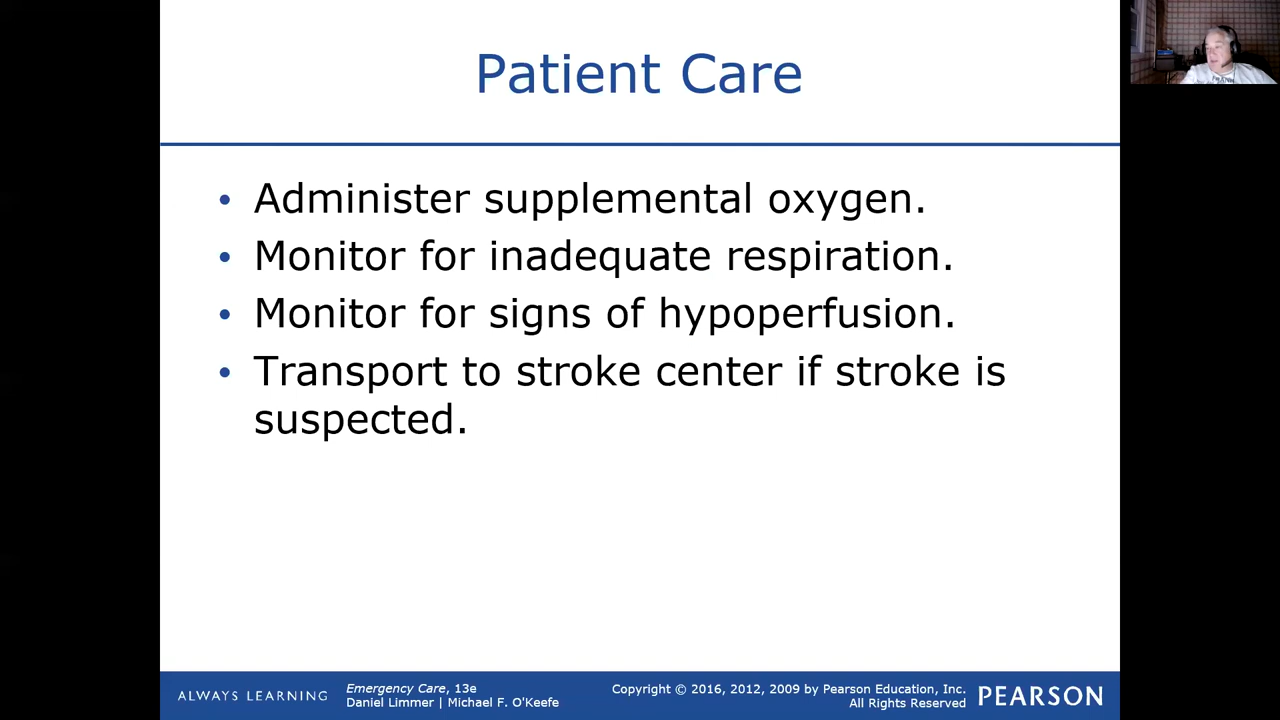 Patient Care
• Administer supplemental oxygen.
• Monitor for inadequate respiration.
• Monitor for signs of hypoperfusion.
• Transport to stroke center if stroke is
suspected.
ALWAYS LEARNING
Emergency Care, 13e
Daniel Limmer | Michael F. O'Keefe
Copyright © 2016, 2012, 2009 by Pearson Education, Inc.
All Rights Reserved
PEARSON